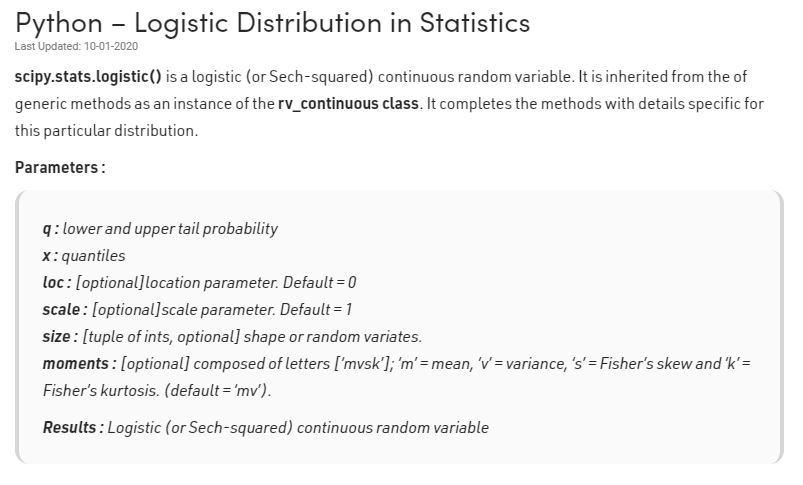 Python – Logistic Distribution in Statistics
Last Updated: 10-01-2020
scipy.stats.logistic() is a logistic (or Sech-squared) continuous random variable. It is inherited from the of
generic methods as an instance of the rv_continuous class. It completes the methods with details specific for
this particular distribution.
Parameters :
q : lower and upper tail probability
x : quantiles
loc : [optional]location parameter. Default = 0
scale : [optional]scale parameter. Default = 1
size : [tuple of ints, optional] shape or random variates.
moments : [optional] composed of letters [‘mvsk’]; ‘m’ = mean, ‘v’ = variance, ‘s’ = Fisher’s skew and ‘k’ =
Fisher’s kurtosis. (default = ‘mv’).
Results : Logistic (or Sech-squared) continuous random variable